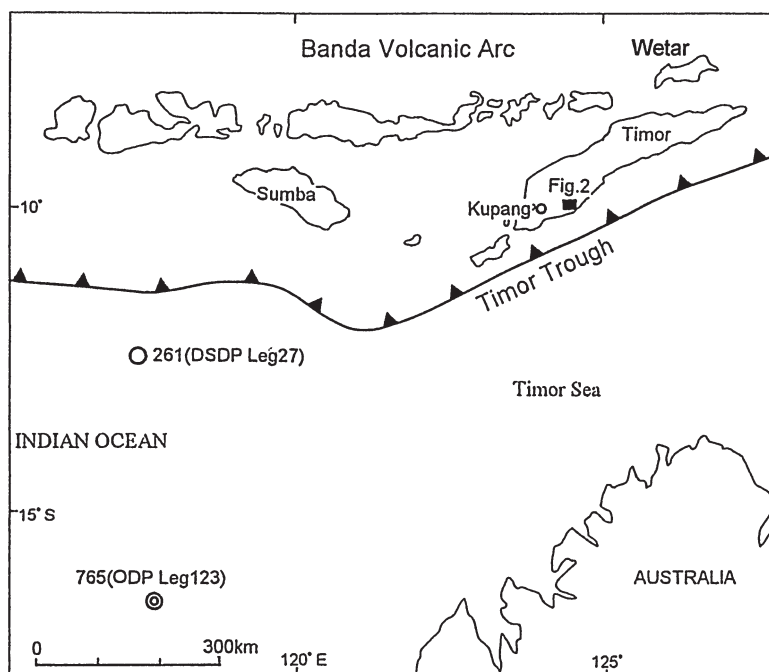 Banda Volcanic Arc
Wetar
Timor
Sumba
Fig.2
Kupang
10°
Timor Trough
261(DSDP Leg27)
Timor Sea
INDIAN OCEAN
15° S
765(ODP Leg123)
AUSTRALIA
0 300km
120° E
125°